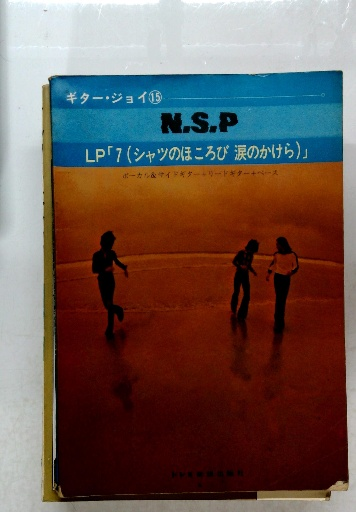 ギター・ジョイ⑮
N.S.P
LP「7(シャツのほころび 涙のかけら)」
ボーカル&サイドギター+リードギター+ベース